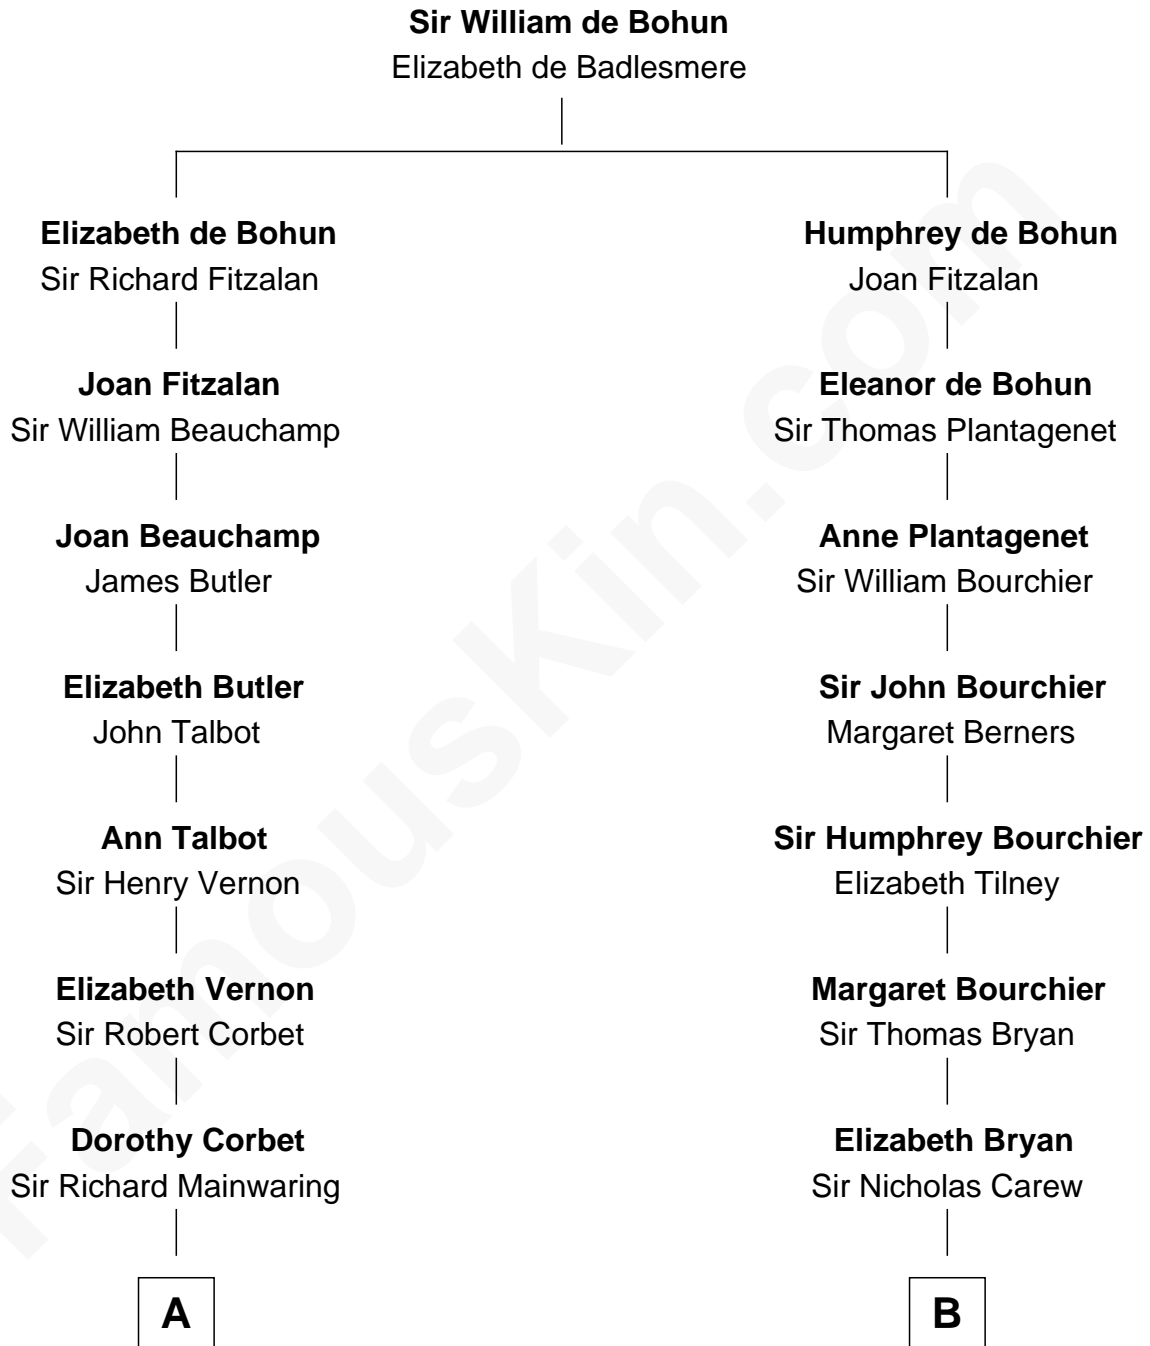 Sir William de Bohun
Elizabeth de Badlesmere
Elizabeth de Bohun
Sir Richard Fitzalan
Humphrey de Bohun
Joan Fitzalan
Joan Fitzalan
Sir William Beauchamp
Eleanor de Bohun
Sir Thomas Plantagenet
Joan Beauchamp
James Butler
Anne Plantagenet
Sir William Bourchier
Elizabeth Butler
John Talbot
Sir John Bourchier
Margaret Berners
Ann Talbot
Sir Henry Vernon
Sir Humphrey Bourchier
Elizabeth Tilney
Elizabeth Vernon
Sir Robert Corbet
Margaret Bourchier
Sir Thomas Bryan
Dorothy Corbet
Sir Richard Mainwaring
Elizabeth Bryan
Sir Nicholas Carew
A
B
FamousKin.com